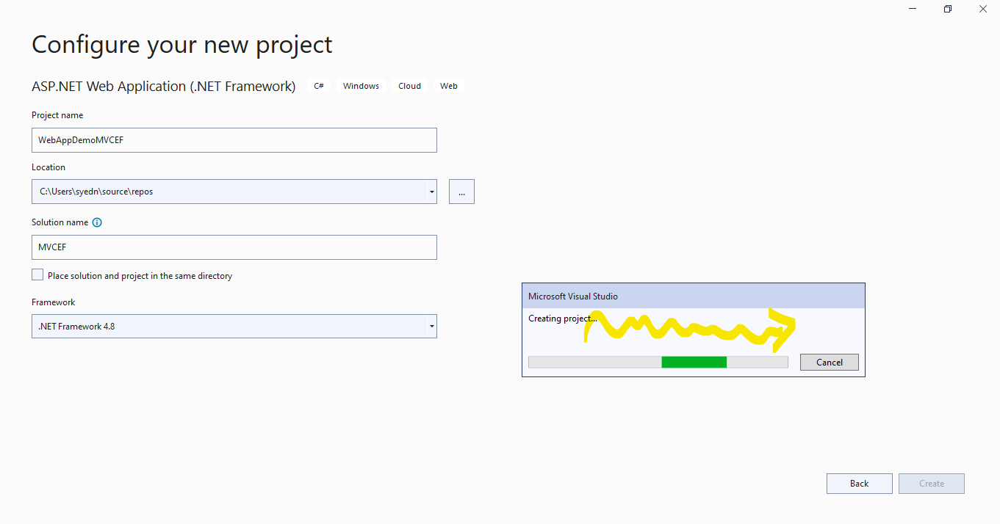 Configure your new project
ASP.NET Web Application (.NET Framework) C# Windows Cloud Web
Project name
WebAppDemoMVCEF
Location
C:\Users\syedn\source\repos
...
Solution name
MVCEF
Place solution and project in the same directory
Framework
.NET Framework 4.8
Microsoft Visual Studio
Creating project...
Cancel
Back
Create